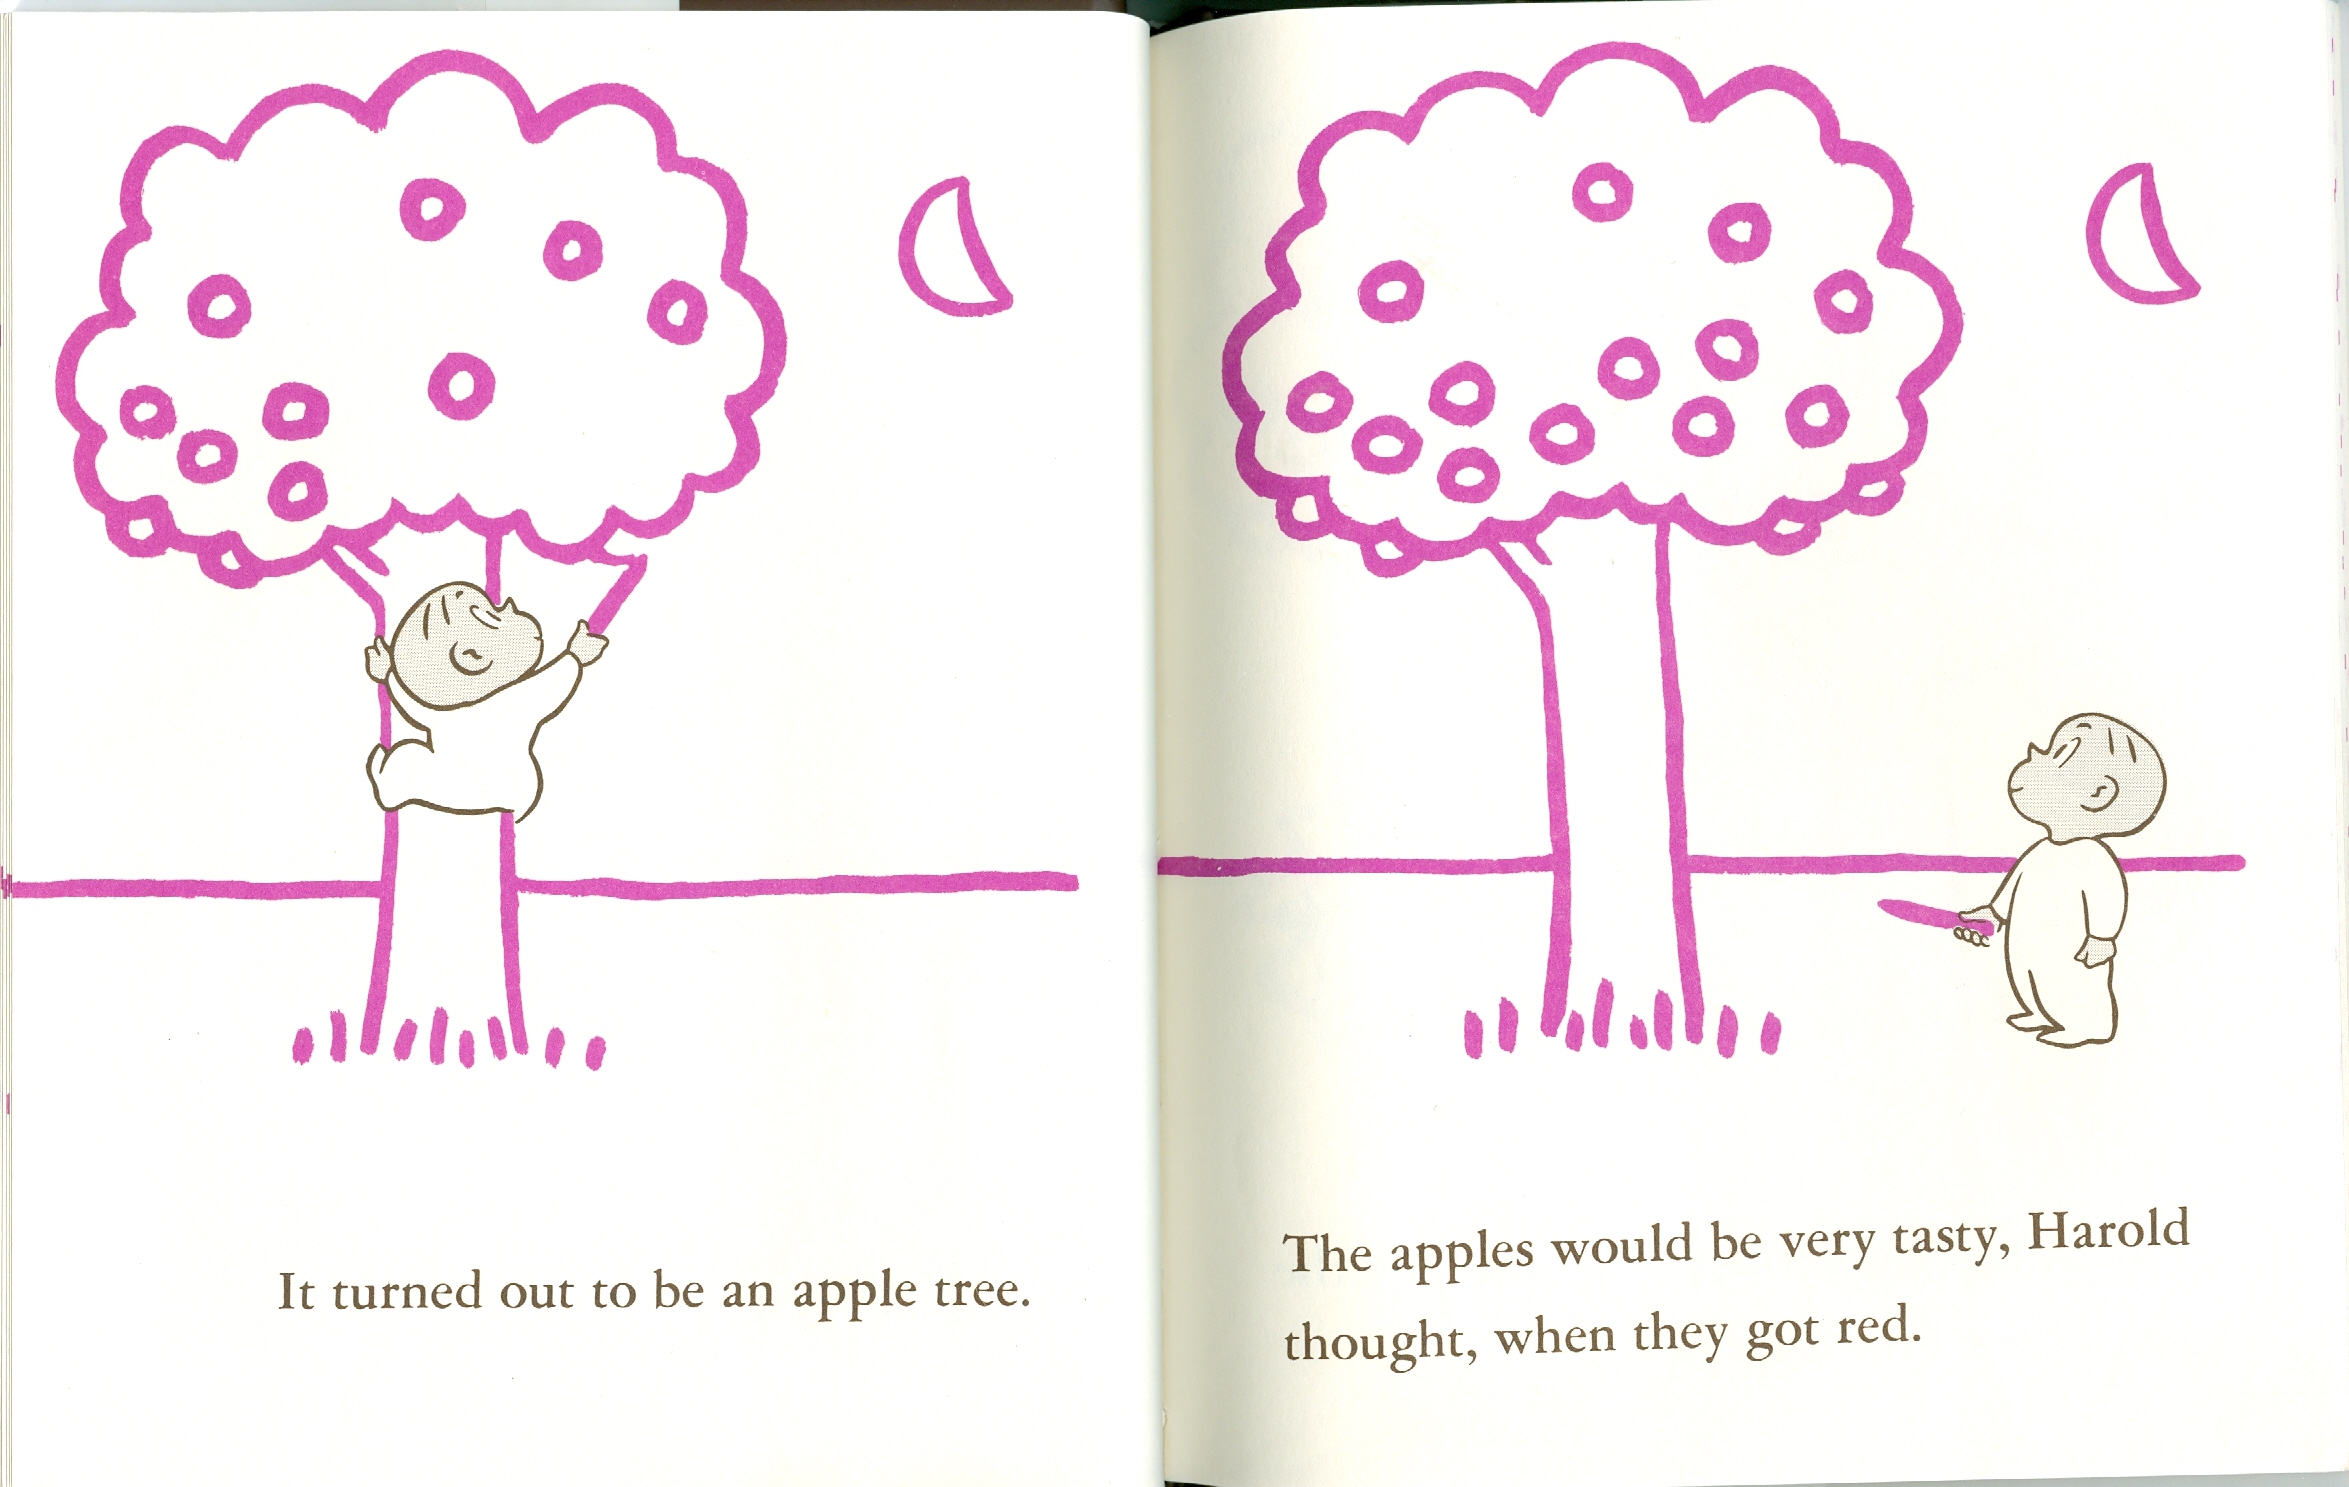 It turned out to be an apple tree.
The apples would be very tasty, Harold
thought, when they got red.